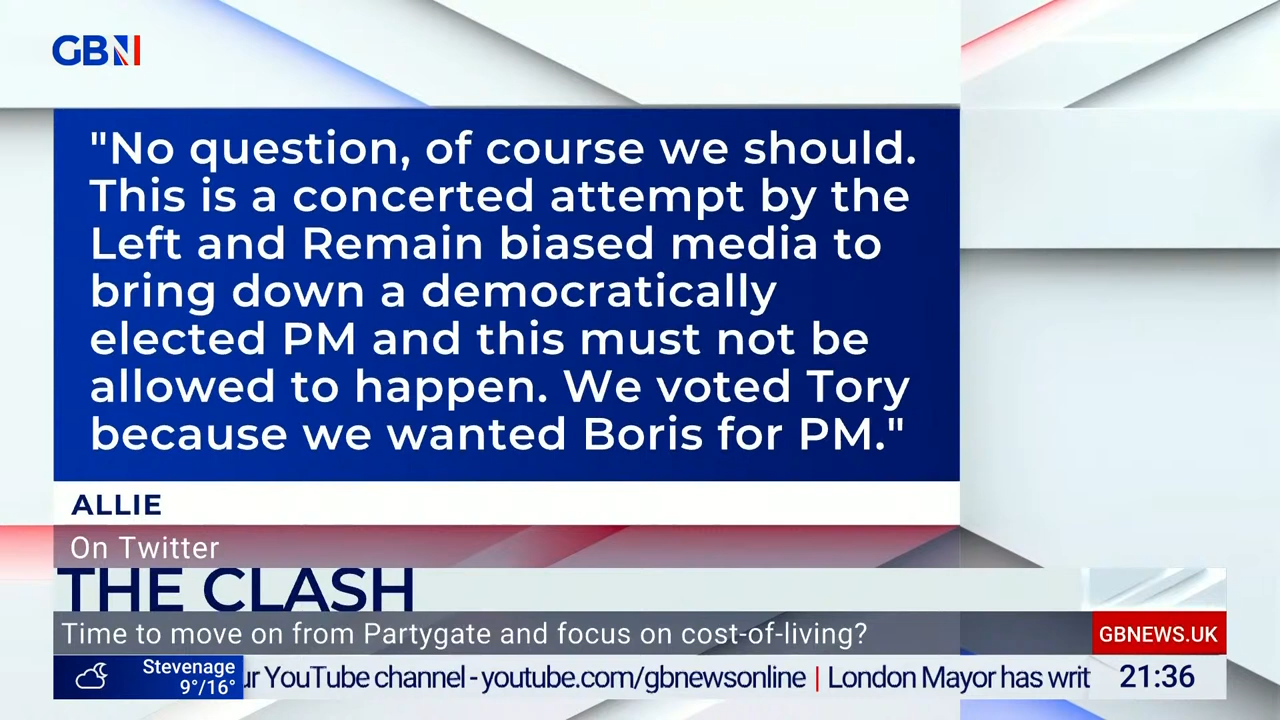 GBN
"No question, of course we should.
This is a concerted attempt by the
Left and Remain biased media to
bring down a democratically
elected PM and this must not be
allowed to happen. We voted Tory
because we wanted Boris for PM."
ALLIE
On Twitter
THE CLASH
Time to move on from Partygate and focus on cost-of-living?
GBNEWS.UK
Stevenage
9°/16°
ur YouTube channel - youtube.com/gbnewsonline | London Mayor has writ
21:36